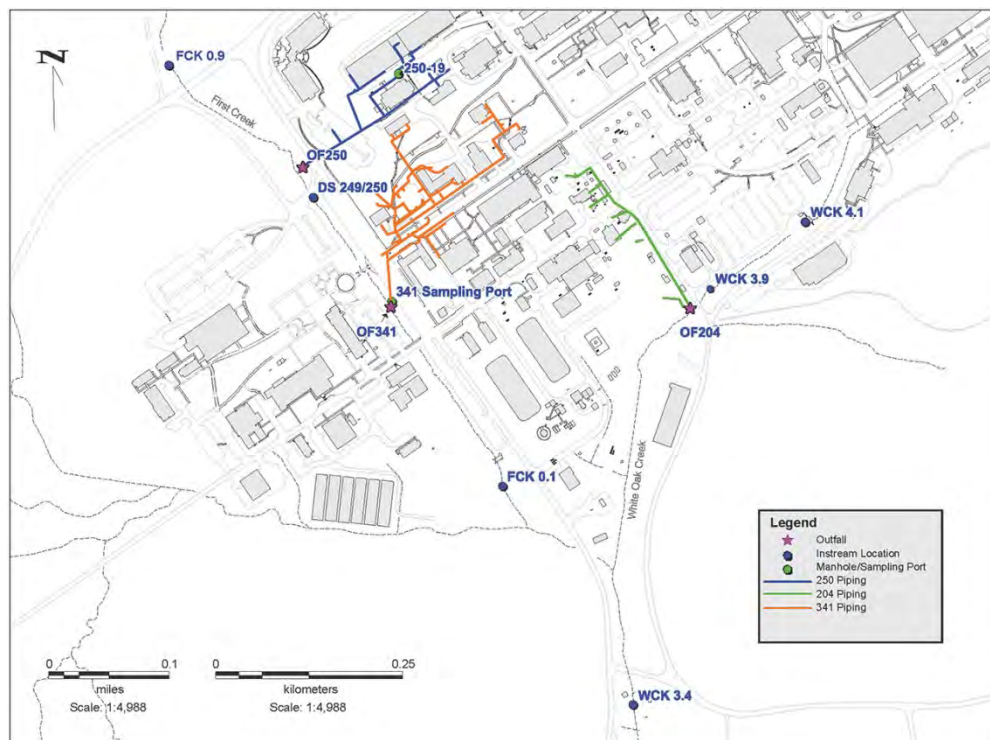 N
FCK 0.9
250-19
First Creek
OF250
DS 249/250
WCK 4.1
341 Sampling Port
WCK 3.9
OF341
OF204
FCK 0.1
White Oak Creek
Legend
Outfall
Instream Location
Manhole/Sampling Port
250 Piping
204 Piping
341 Piping
0 0.1
miles
Scale: 1:4,988
0 0.25
kilometers
Scale: 1:4,988
WCK 3.4